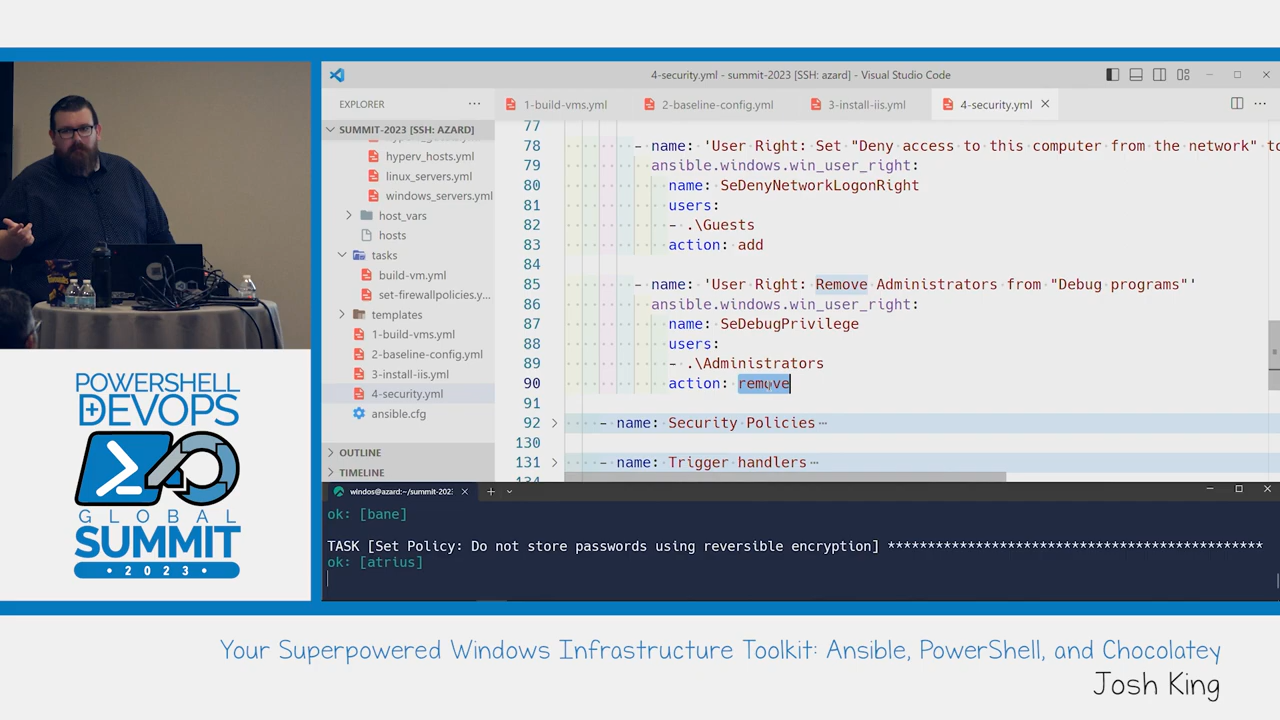 4-security.yml - summit-2023 [SSH: azard] - Visual Studio Code
EXPLORER
1-build-vms.yml
2-baseline-config.yml
3-install-iis.yml
4-security.yml
SUMMIT-2023 [SSH: AZARD]
hyperv_hosts.yml
linux_servers.yml
windows_servers.yml
host_vars
hosts
tasks
build-vm.yml
set-firewallpolicies.y...
templates
1-build-vms.yml
2-baseline-config.yml
3-install-iis.yml
4-security.yml
ansible.cfg
OUTLINE
TIMELINE
77
78 - name: 'User Right: Set "Deny access to this computer from the network" to
79 ansible.windows.win_user_right:
80 name: SeDenyNetworkLogonRight
81 users:
82 - .\Guests
83 action: add
84
85 - name: 'User Right: Remove Administrators from "Debug programs"'
86 ansible.windows.win_user_right:
87 name: SeDebugPrivilege
88 users:
89 - .\Administrators
90 action: remove
91
92 - name: Security Policies
130
131 - name: Trigger handlers
windos@azard:~/summit-202
ok: [bane]
TASK [Set Policy: Do not store passwords using reversible encryption] ********************************************
ok: [atrius]
POWERSHELL
+DEVOPS
GLOBAL
SUMMIT
• 2023 •
Your Superpowered Windows Infrastructure Toolkit: Ansible, PowerShell, and Chocolatey
Josh King